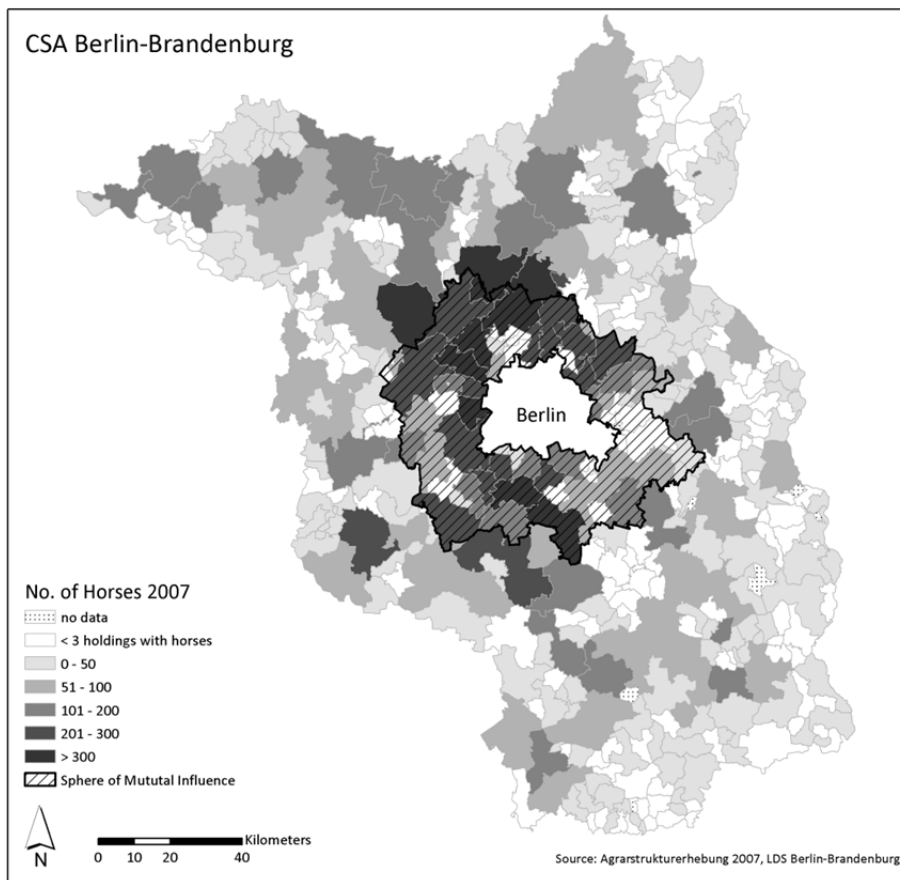 CSA Berlin-Brandenburg
Berlin
No. of Horses 2007
no data
< 3 holdings with horses
0 - 50
51 - 100
101 - 200
201 - 300
> 300
Sphere of Mututal Influence
N
Kilometers
0 10 20 40
Source: Agrarstrukturerhebung 2007, LDS Berlin-Brandenburg